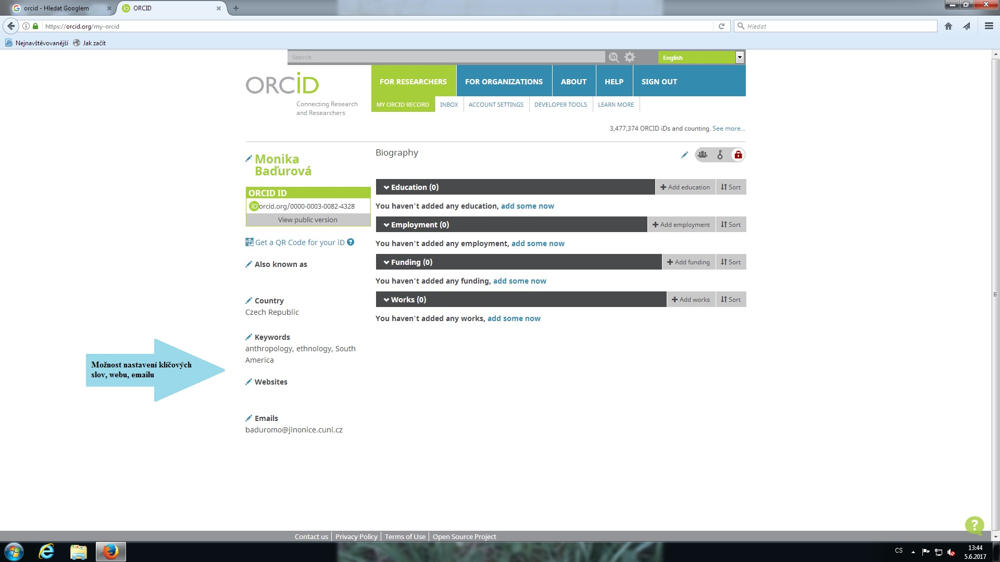 orcid - Hledat Googlem
ORCID
https://orcid.org/my-orcid
Hledat
Nejnavštěvovanější
Jak začít
Search
English
ORCID
Connecting Research
and Researchers
FOR RESEARCHERS
FOR ORGANIZATIONS
ABOUT
HELP
SIGN OUT
MY ORCID RECORD
INBOX
ACCOUNT SETTINGS
DEVELOPER TOOLS
LEARN MORE
3,477,374 ORCID iDs and counting. See more...
Monika
Baďurová
ORCID ID
iD orcid.org/0000-0003-0082-4328
View public version
Get a QR Code for your iD ?
Also known as
Country
Czech Republic
Keywords
anthropology, ethnology, South
America
Websites
Emails
baduromo@jinonice.cuni.cz
Možnost nastavení klíčových
slov, webu, emailu
Biography
Education (0)
Add education
Sort
You haven't added any education, add some now
Employment (0)
Add employment
Sort
You haven't added any employment, add some now
Funding (0)
Add funding
Sort
You haven't added any funding, add some now
Works (0)
Add works
Sort
You haven't added any works, add some now
?
Contact us
Privacy Policy
Terms of Use
Open Source Project
CS
13:44
5.6.2017